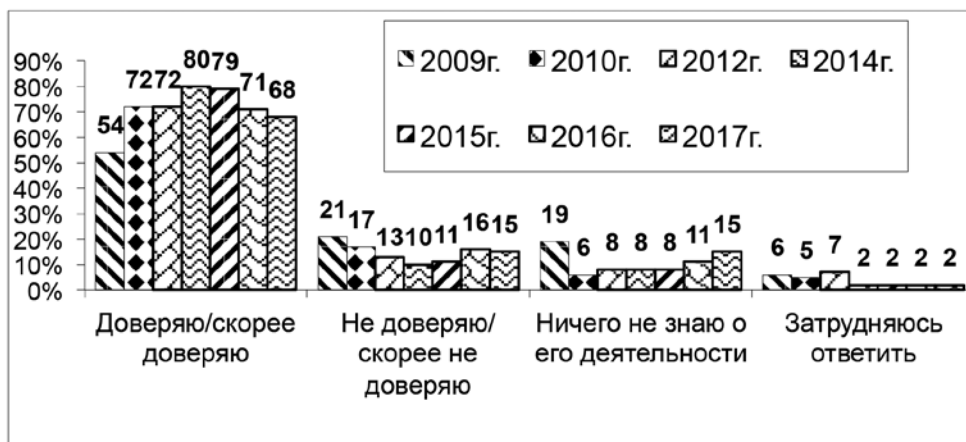 2009г. 2010г. 2012г. 2014г.
2015г. 2016г. 2017г.
90%
80%
70%
60%
50%
40%
30%
20%
10%
0%
54 72 72 80 79 71 68
21 17 13 10 11 16 15
19 6 8 8 8 11 15
6 5 7 2 2 2 2
Доверяю/скорее
доверяю
Не доверяю/
скорее не
доверяю
Ничего не знаю о
его деятельности
Затрудняюсь
ответить